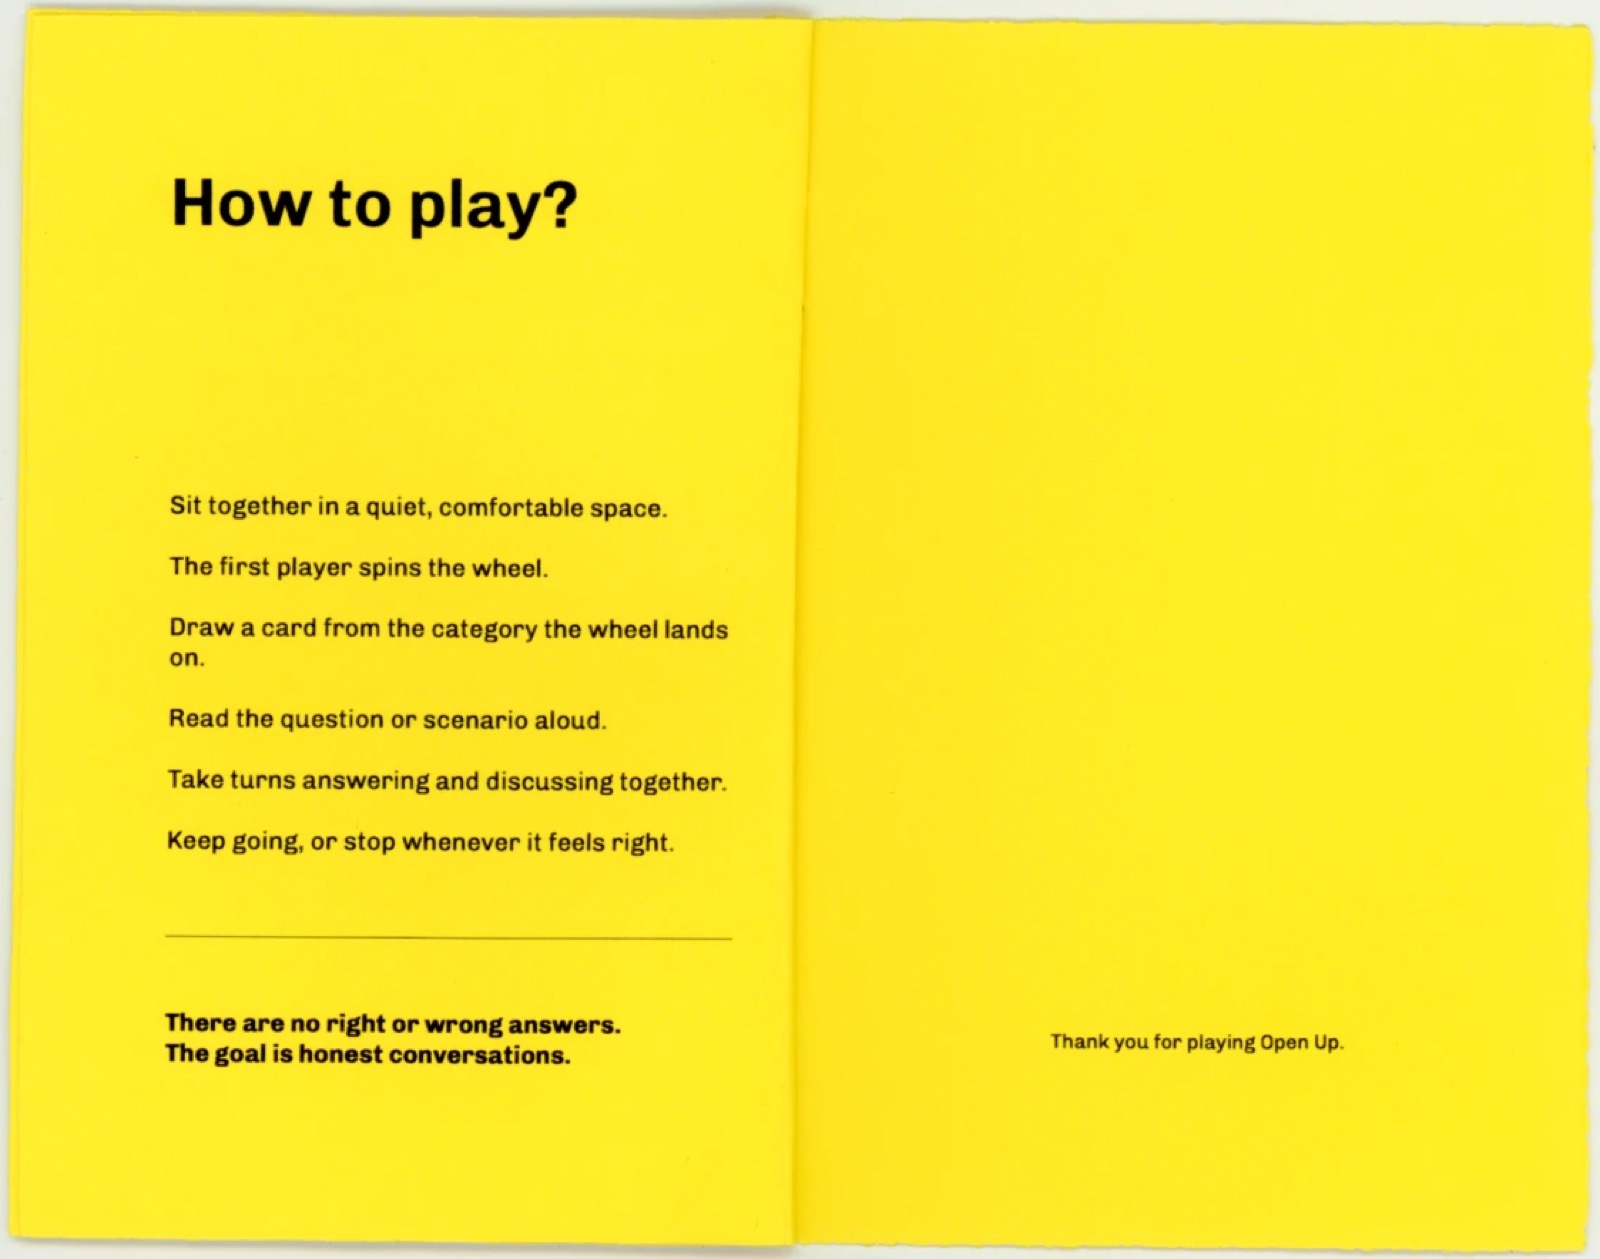 How to play?
Sit together in a quiet, comfortable space.
The first player spins the wheel.
Draw a card from the category the wheel lands
on.
Read the question or scenario aloud.
Take turns answering and discussing together.
Keep going, or stop whenever it feels right.
There are no right or wrong answers.
The goal is honest conversations.
Thank you for playing Open Up.